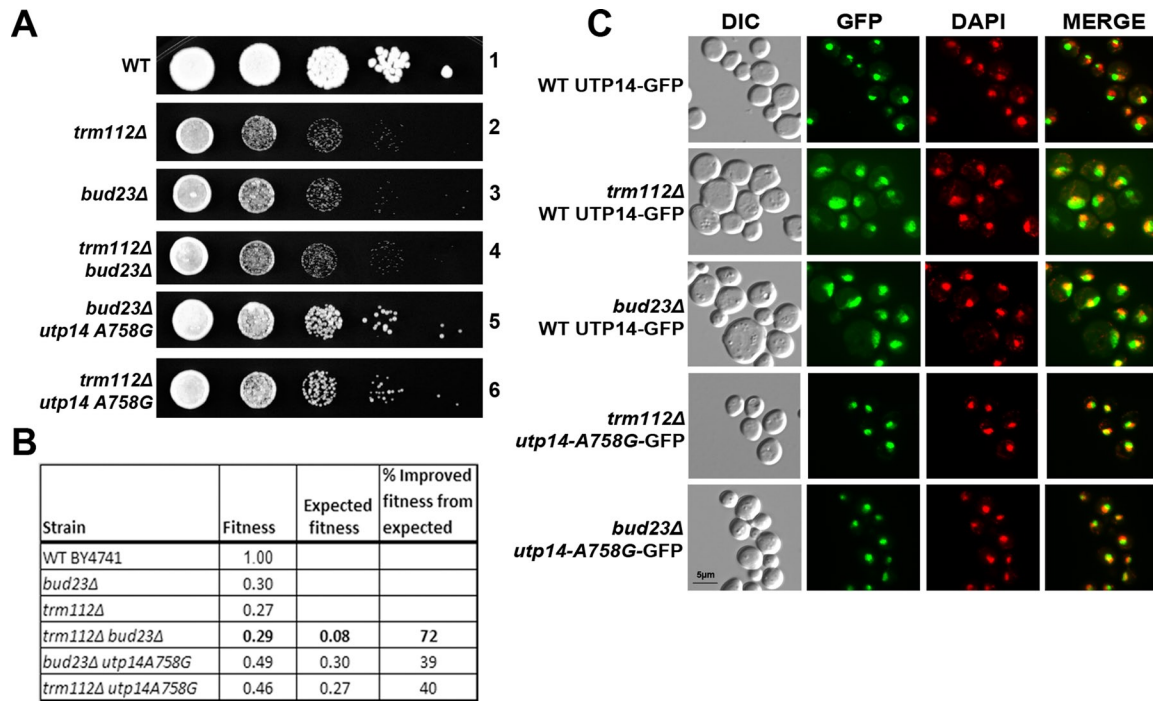 A
WT
1
trm112Δ
2
bud23Δ
3
trm112Δ
bud23Δ
4
bud23Δ
utp14 A758G
5
trm112Δ
utp14 A758G
6
B
Strain Fitness Expected fitness % Improved fitness from expected
WT BY4741 1.00
bud23Δ 0.30
trm112Δ 0.27
trm112Δ bud23Δ 0.29 0.08 72
bud23Δ utp14A758G 0.49 0.30 39
trm112Δ utp14A758G 0.46 0.27 40
C
DIC GFP DAPI MERGE
WT UTP14-GFP
trm112Δ
WT UTP14-GFP
bud23Δ
WT UTP14-GFP
trm112Δ
utp14-A758G-GFP
bud23Δ
utp14-A758G-GFP
5µm